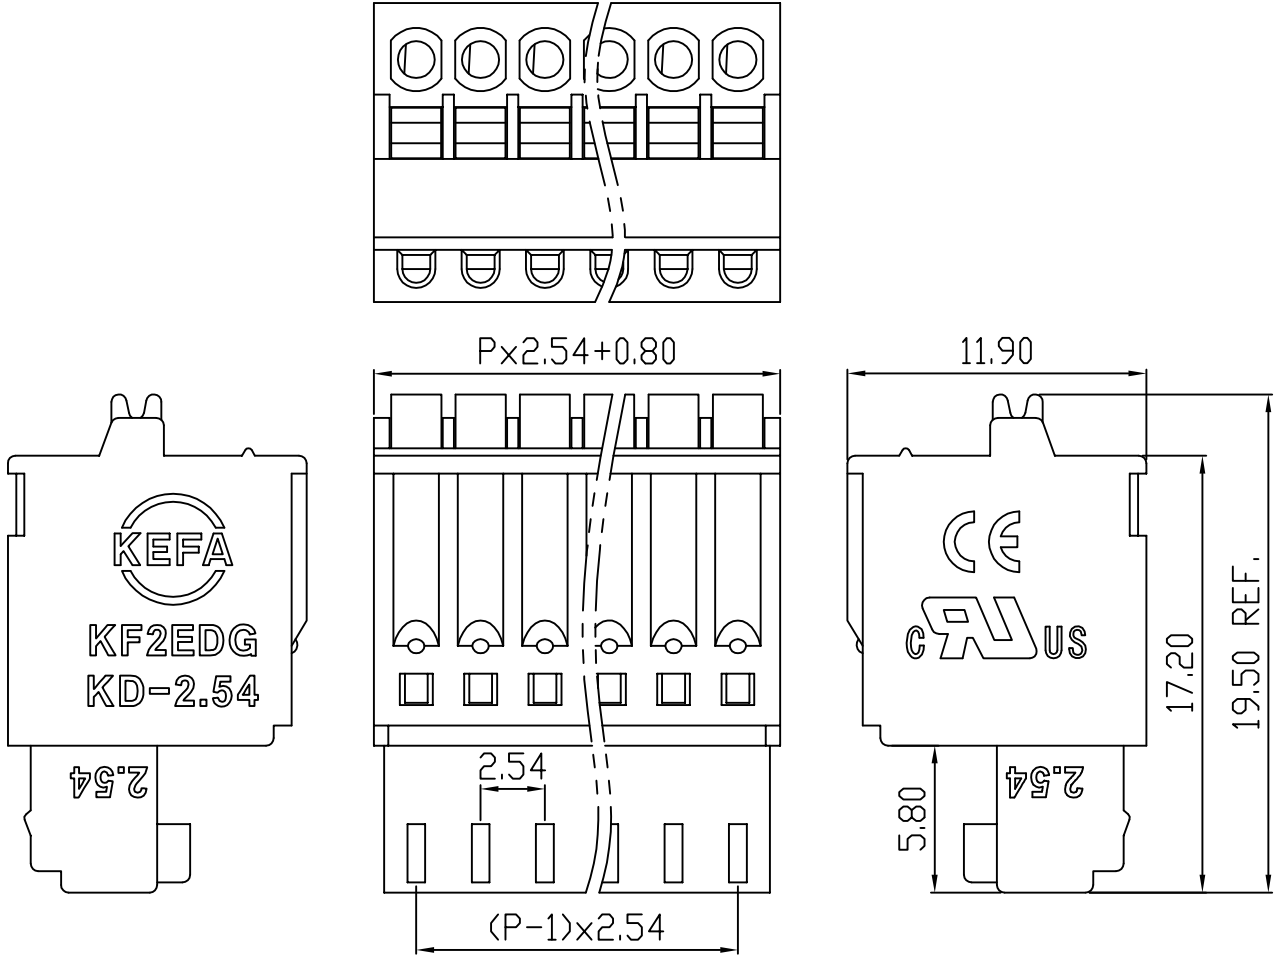 Px2.54+0.80
11.90
KEFA
KF2EDG
KD-2.54
2.54
CE
C RU US
2.54
2.54
5.80
17.20
19.50 REF.
(P-1)x2.54